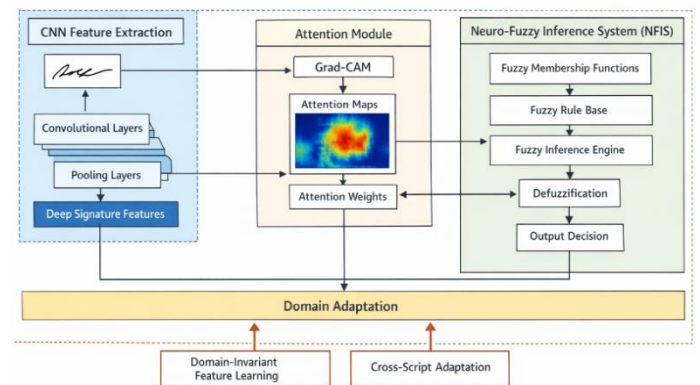 CNN Feature Extraction
Convolutional Layers
Pooling Layers
Deep Signature Features
Attention Module
Grad-CAM
Attention Maps
Attention Weights
Neuro-Fuzzy Inference System (NFIS)
Fuzzy Membership Functions
Fuzzy Rule Base
Fuzzy Inference Engine
Defuzzification
Output Decision
Domain Adaptation
Domain-Invariant
Feature Learning
Cross-Script Adaptation